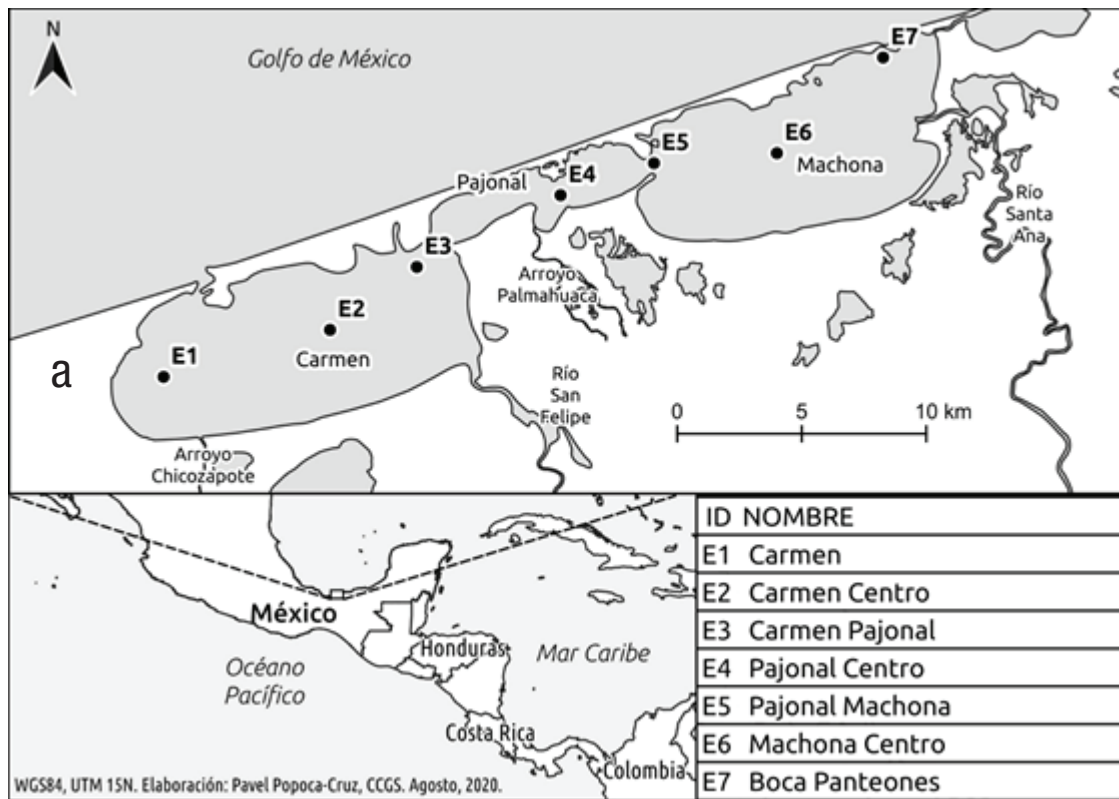 N
Golfo de México
E7
E6
Machona
E5
Pajonal
E4
Río
Santa
Ana
E3
Arroyo
Palmahuaca
E2
Carmen
a
E1
Río
San
Felipe
0 5 10 km
Arroyo
Chicozapote
México
Honduras
Mar Caribe
Océano
Pacífico
Costa Rica
Colombia
WGS84, UTM 15N. Elaboración: Pavel Popoca-Cruz, CCGS. Agosto, 2020.
ID NOMBRE
E1 Carmen
E2 Carmen Centro
E3 Carmen Pajonal
E4 Pajonal Centro
E5 Pajonal Machona
E6 Machona Centro
E7 Boca Panteones